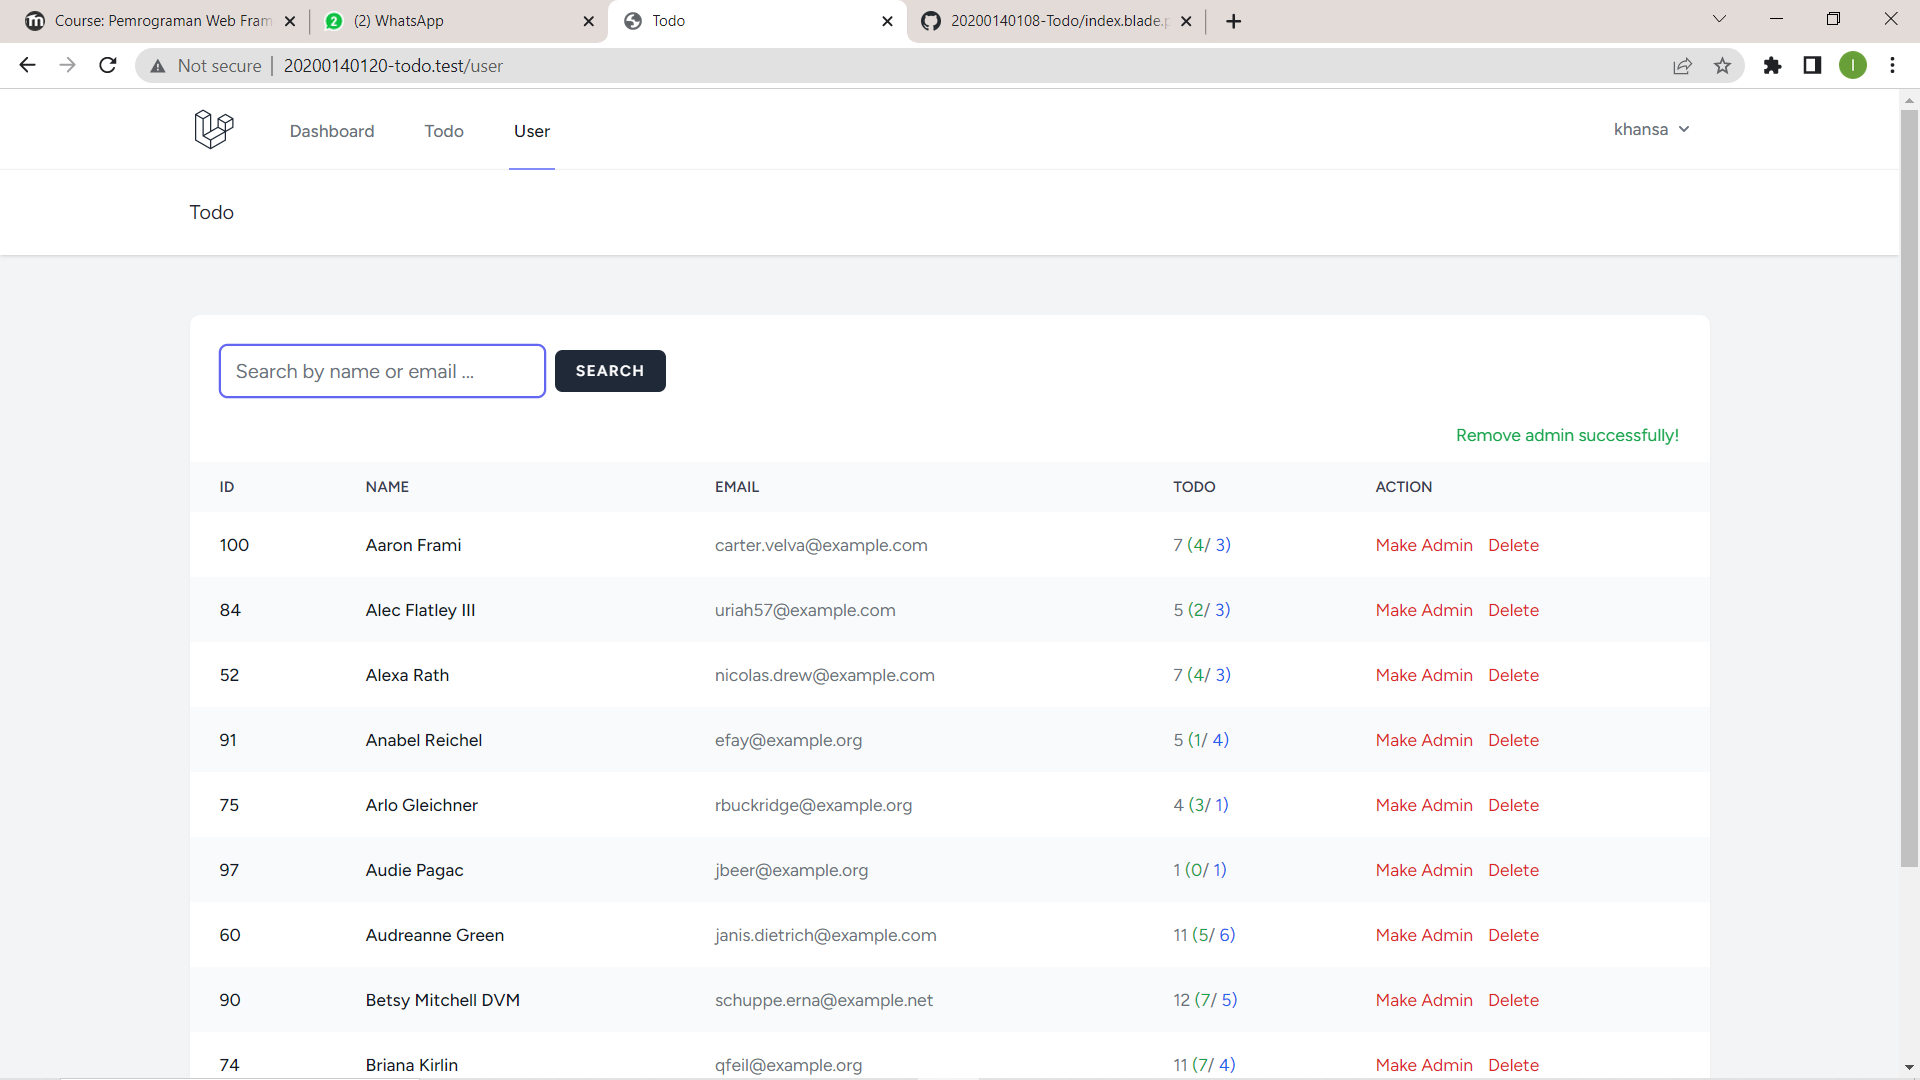 Course: Pemrograman Web Fram
(2) WhatsApp
Todo
20200140108-Todo/index.blade.p
Not secure
20200140120-todo.test/user
I
Dashboard
Todo
User
khansa
Todo
Search by name or email ...
SEARCH
Remove admin successfully!
ID NAME EMAIL TODO ACTION
100 Aaron Frami carter.velva@example.com 7 (4/ 3) Make Admin Delete
84 Alec Flatley III uriah57@example.com 5 (2/ 3) Make Admin Delete
52 Alexa Rath nicolas.drew@example.com 7 (4/ 3) Make Admin Delete
91 Anabel Reichel efay@example.org 5 (1/ 4) Make Admin Delete
75 Arlo Gleichner rbuckridge@example.org 4 (3/ 1) Make Admin Delete
97 Audie Pagac jbeer@example.org 1 (0/ 1) Make Admin Delete
60 Audreanne Green janis.dietrich@example.com 11 (5/ 6) Make Admin Delete
90 Betsy Mitchell DVM schuppe.erna@example.net 12 (7/ 5) Make Admin Delete
74 Briana Kirlin qfeil@example.org 11 (7/ 4) Make Admin Delete